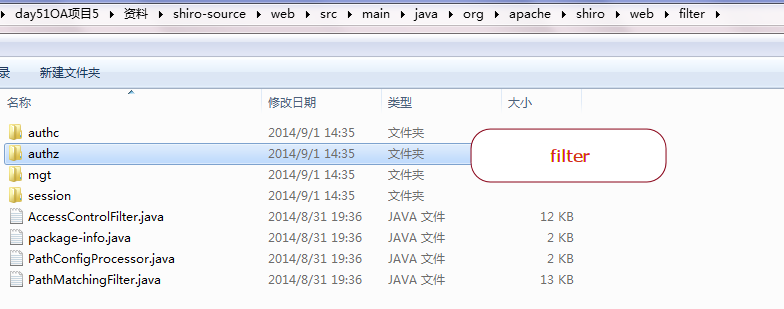 day51OA项目5 资料 shiro-source web src main java org apache shiro web filter
录 新建文件夹
名称 修改日期 类型 大小
authc 2014/9/1 14:35 文件夹
authz 2014/9/1 14:35 文件夹 filter
mgt 2014/9/1 14:35 文件夹
session 2014/9/1 14:35 文件夹
AccessControlFilter.java 2014/8/31 19:36 JAVA 文件 12 KB
package-info.java 2014/8/31 19:36 JAVA 文件 2 KB
PathConfigProcessor.java 2014/8/31 19:36 JAVA 文件 2 KB
PathMatchingFilter.java 2014/8/31 19:36 JAVA 文件 13 KB